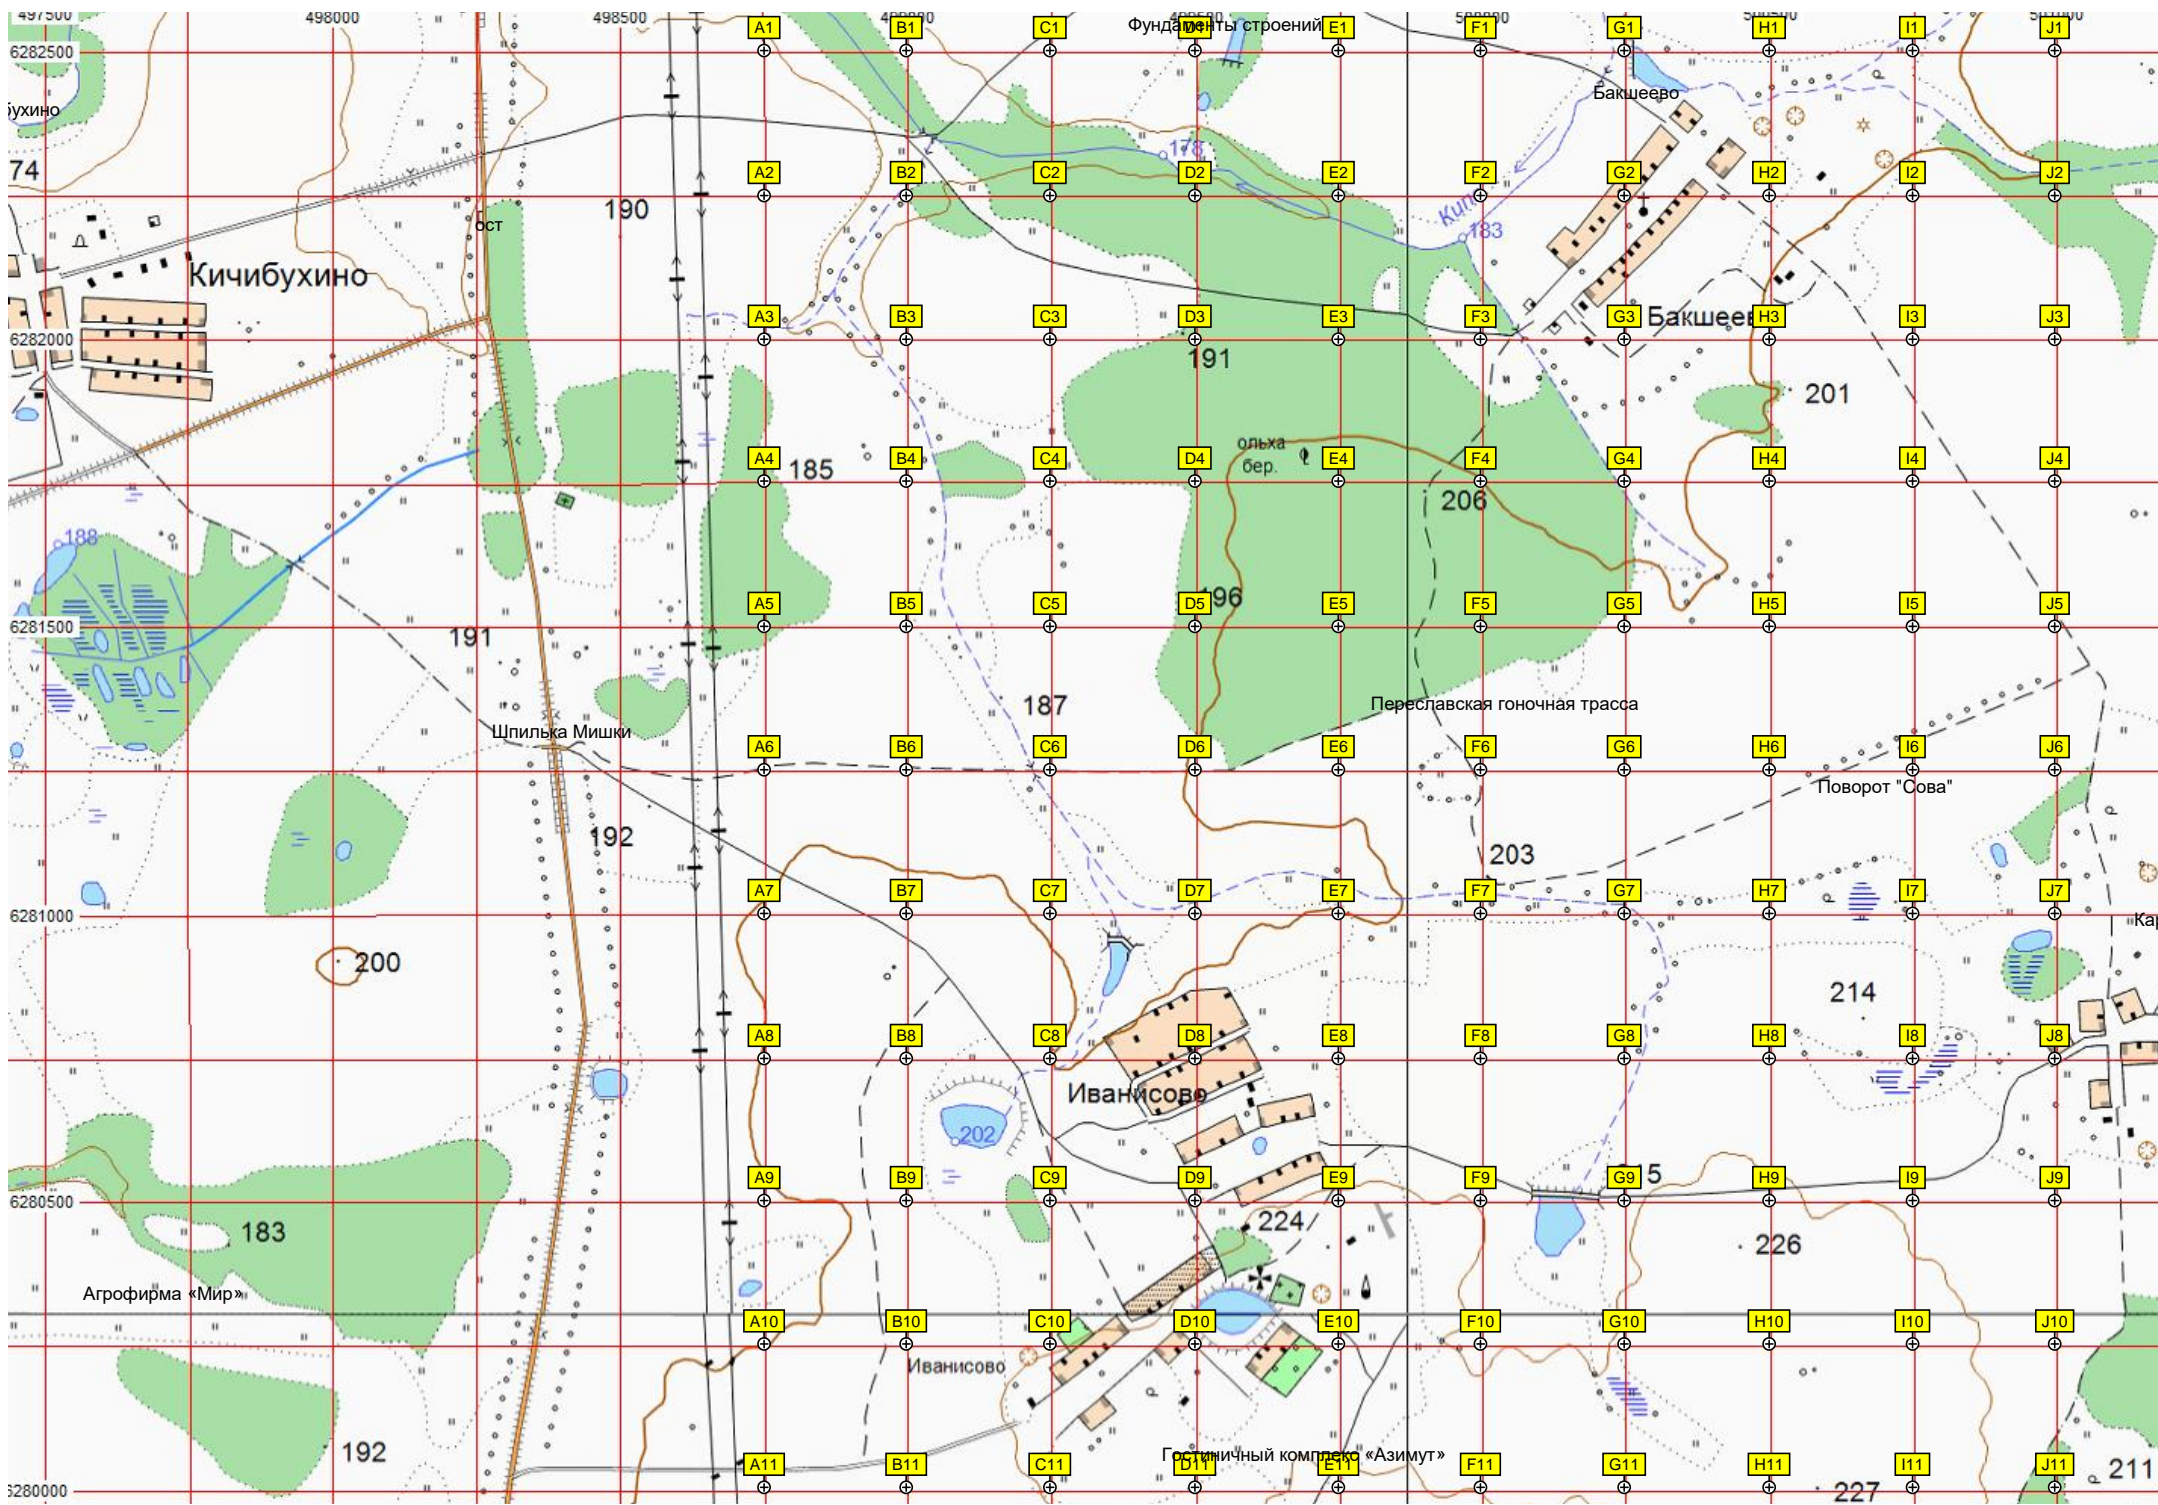 497500 498000 498500
Фундаменты строений
A1 B1 C1 D1 E1 F1 G1 H1 I1 J1
6282500
Бакшеево
бухино
178
74
A2 B2 C2 D2 E2 F2 G2 H2 I2 J2
190
Кип
183
Кичибухино
A3 B3 C3 D3 E3 F3 G3 H3 I3 J3
Бакшеев
6282000
191
201
ольха
бер.
A4 B4 C4 D4 E4 F4 G4 H4 I4 J4
185
206
188
196
A5 B5 C5 D5 E5 F5 G5 H5 I5 J5
6281500
191
187
Переславская гоночная трасса
Шпилька Мишки
A6 B6 C6 D6 E6 F6 G6 H6 I6 J6
Поворот "Сова"
192
203
A7 B7 C7 D7 E7 F7 G7 H7 I7 J7
6281000
Кар
200
214
A8 B8 C8 D8 E8 F8 G8 H8 I8 J8
Иванисово
202
A9 B9 C9 D9 E9 F9 G9 H9 I9 J9
6280500
183
224
226
Агрофирма «Мир»
A10 B10 C10 D10 E10 F10 G10 H10 I10 J10
Иванисово
192
Гостиничный комплекс «Азимут»
A11 B11 C11 D11 E11 F11 G11 H11 I11 J11
211
6280000
227